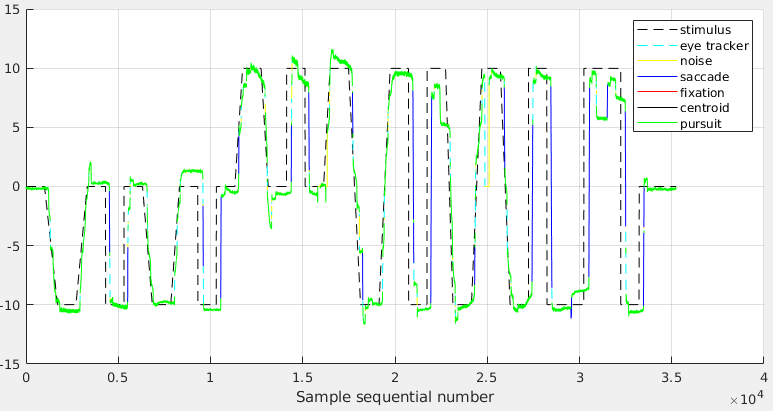 15
10
5
0
-5
-10
-15
0
0.5
1
1.5
2
2.5
3
3.5
4
×10⁴
Sample sequential number
stimulus
eye tracker
noise
saccade
fixation
centroid
pursuit